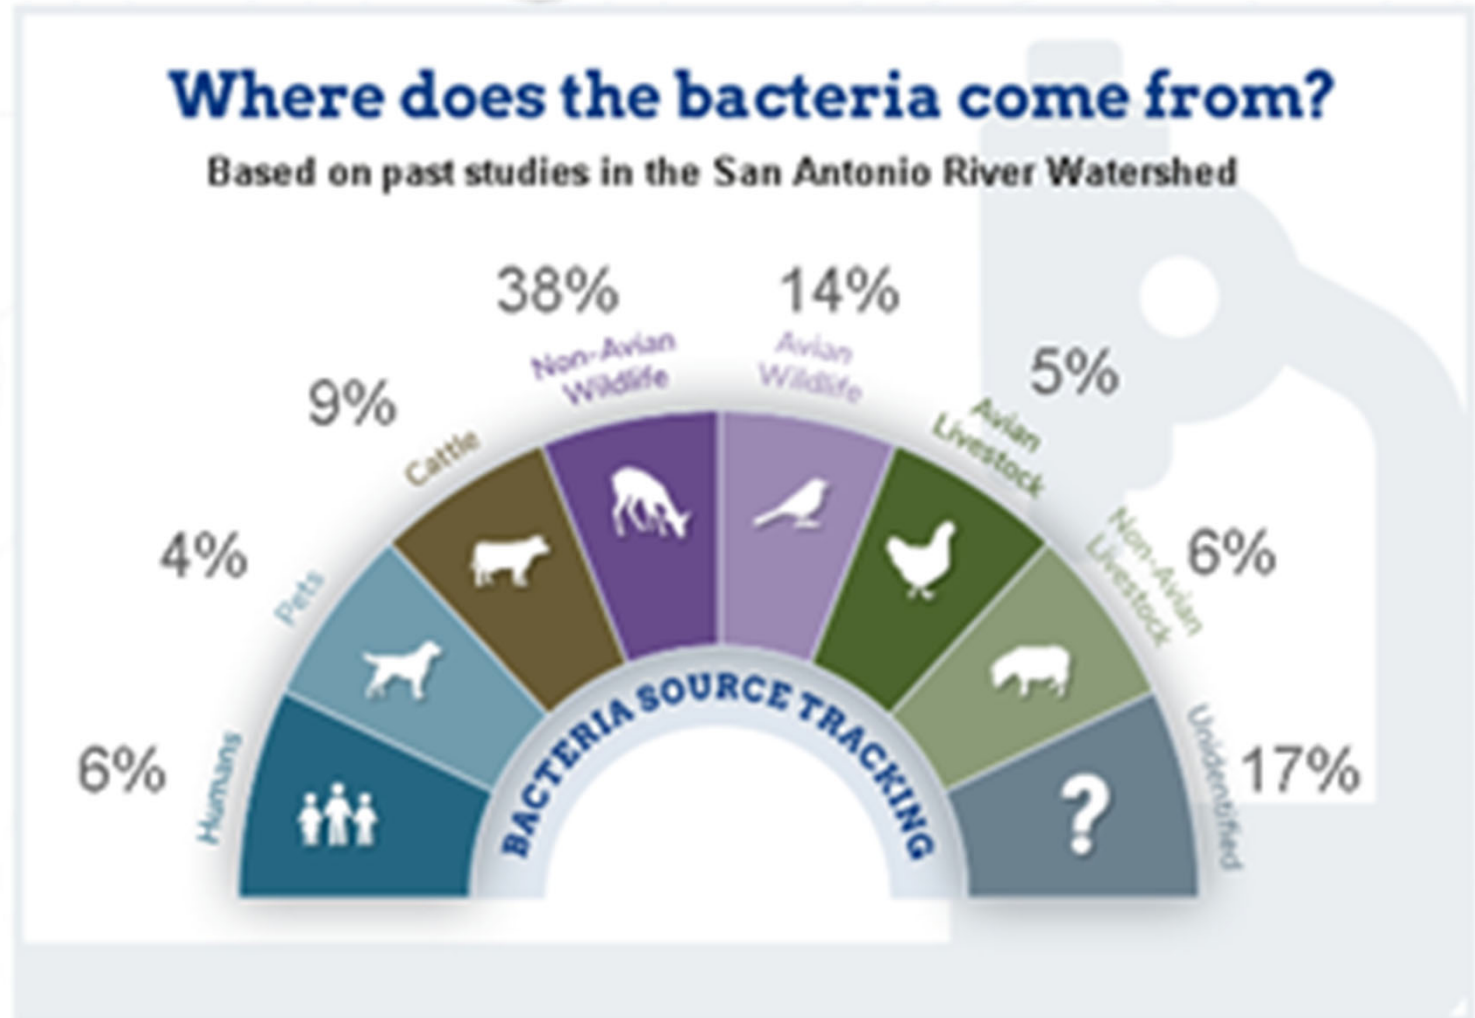 Where does the bacteria come from?
Based on past studies in the San Antonio River Watershed
6%
Humans
4%
Pets
9%
Cattle
38%
Non-Avian
Wildlife
14%
Avian
Wildlife
5%
Avian
Livestock
6%
Non-Avian
Livestock
17%
Unidentified
?
BACTERIA SOURCE TRACKING